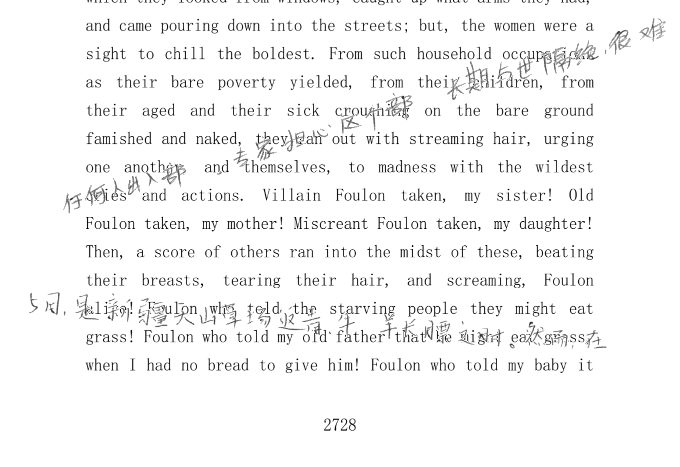 which they looked from windows, caught up what arms they had,
and came pouring down into the streets; but, the women were a
sight to chill the boldest. From such household occupations
as their bare poverty yielded, from their children, from
长期与世隔绝,很难
their aged and their sick crouching on the bare ground
famished and naked, they ran out with streaming hair, urging
专家担心:这个部
one another, and themselves, to madness with the wildest
任何人出入部
cries and actions. Villain Foulon taken, my sister! Old
Foulon taken, my mother! Miscreant Foulon taken, my daughter!
Then, a score of others ran into the midst of these, beating
their breasts, tearing their hair, and screaming, Foulon
alive! Foulon who told the starving people they might eat
5月,是新疆天山草场返青、牛羊长膘 时。然而,在
grass! Foulon who told my old father that he might eat grass,
when I had no bread to give him! Foulon who told my baby it
2728